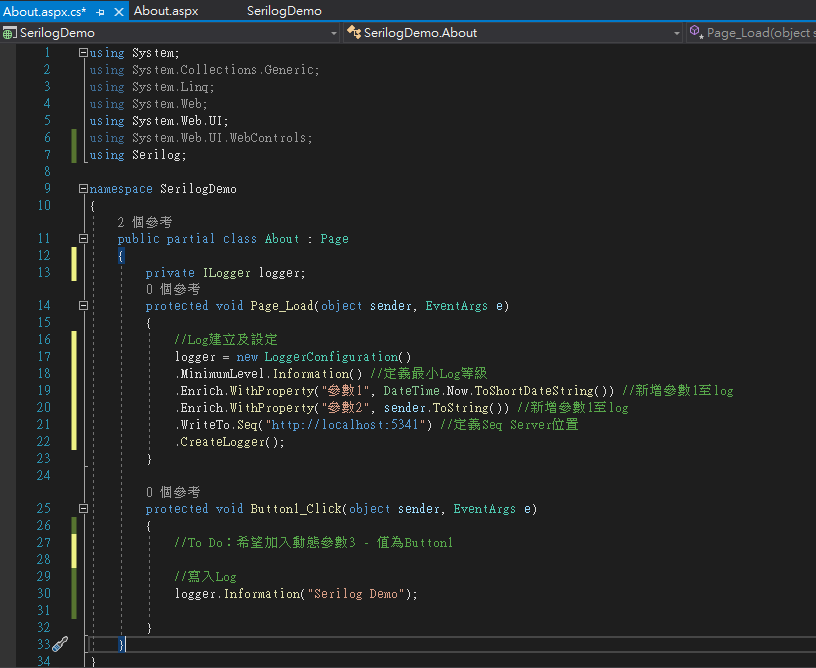 About.aspx.cs* About.aspx SerilogDemo
SerilogDemo SerilogDemo.About Page_Load(object s
1 using System;
2 using System.Collections.Generic;
3 using System.Linq;
4 using System.Web;
5 using System.Web.UI;
6 using System.Web.UI.WebControls;
7 using Serilog;
8
9 namespace SerilogDemo
10 {
2 個參考
11 public partial class About : Page
12 {
13 private ILogger logger;
0 個參考
14 protected void Page_Load(object sender, EventArgs e)
15 {
16 //Log建立及設定
17 logger = new LoggerConfiguration()
18 .MinimumLevel.Information() //定義最小Log等級
19 .Enrich.WithProperty("參數1", DateTime.Now.ToShortDateString()) //新增參數1至log
20 .Enrich.WithProperty("參數2", sender.ToString()) //新增參數1至log
21 .WriteTo.Seq("http://localhost:5341") //定義Seq Server位置
22 .CreateLogger();
23 }
24
0 個參考
25 protected void Button1_Click(object sender, EventArgs e)
26 {
27 //To Do：希望加入動態參數3 - 值為Button1
28
29 //寫入Log
30 logger.Information("Serilog Demo");
31
32 }
33 }
34 }